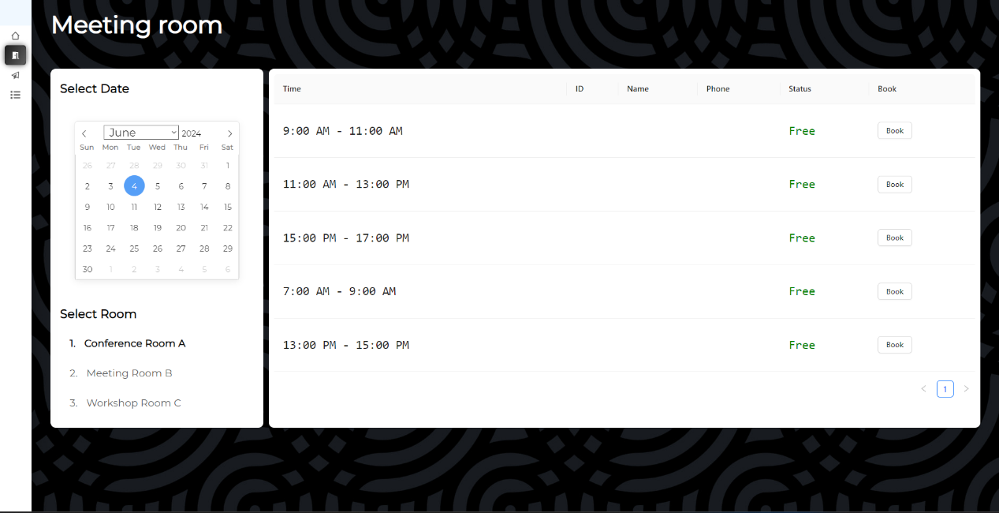 Meeting room
Select Date
June 2024
Sun Mon Tue Wed Thu Fri Sat
26 27 28 29 30 31 1
2 3 4 5 6 7 8
9 10 11 12 13 14 15
16 17 18 19 20 21 22
23 24 25 26 27 28 29
30 1 2 3 4 5 6
Select Room
1. Conference Room A
2. Meeting Room B
3. Workshop Room C
Time ID Name Phone Status Book
9:00 AM - 11:00 AM Free Book
11:00 AM - 13:00 PM Free Book
15:00 PM - 17:00 PM Free Book
7:00 AM - 9:00 AM Free Book
13:00 PM - 15:00 PM Free Book
< 1 >